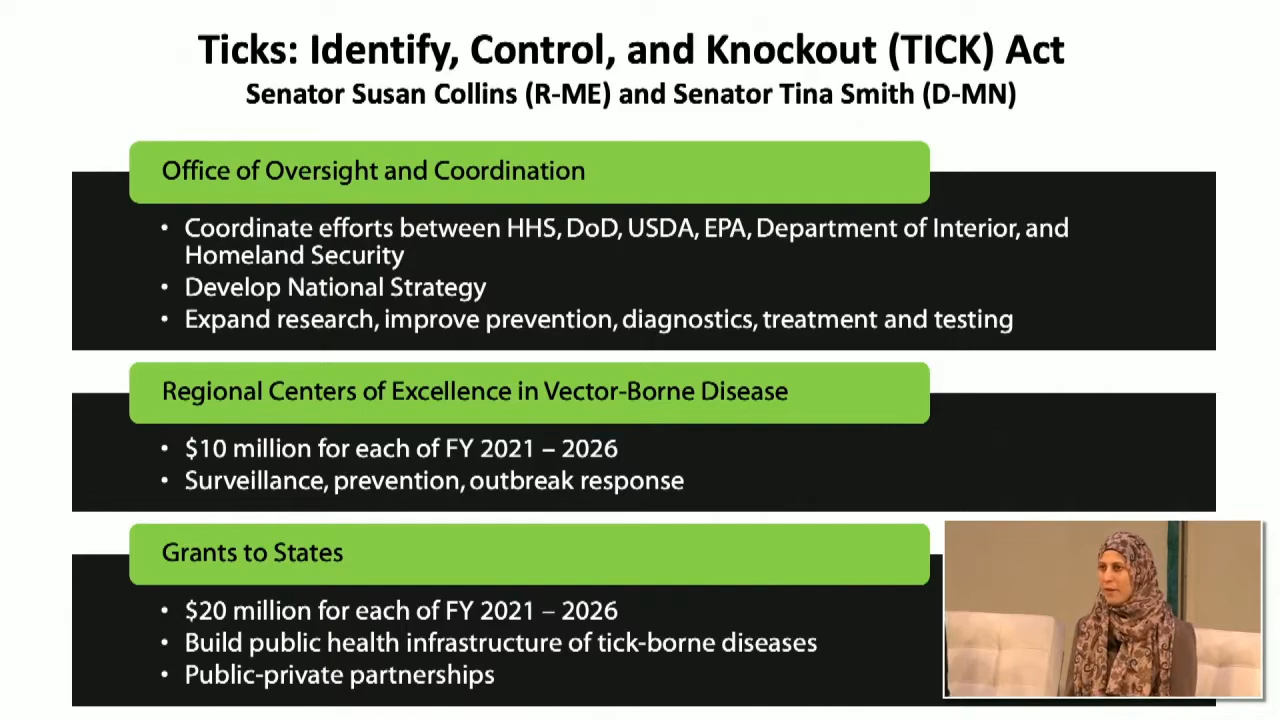 Ticks: Identify, Control, and Knockout (TICK) Act
Senator Susan Collins (R-ME) and Senator Tina Smith (D-MN)
Office of Oversight and Coordination
• Coordinate efforts between HHS, DoD, USDA, EPA, Department of Interior, and
Homeland Security
• Develop National Strategy
• Expand research, improve prevention, diagnostics, treatment and testing
Regional Centers of Excellence in Vector-Borne Disease
• $10 million for each of FY 2021 – 2026
• Surveillance, prevention, outbreak response
Grants to States
• $20 million for each of FY 2021 – 2026
• Build public health infrastructure of tick-borne diseases
• Public-private partnerships